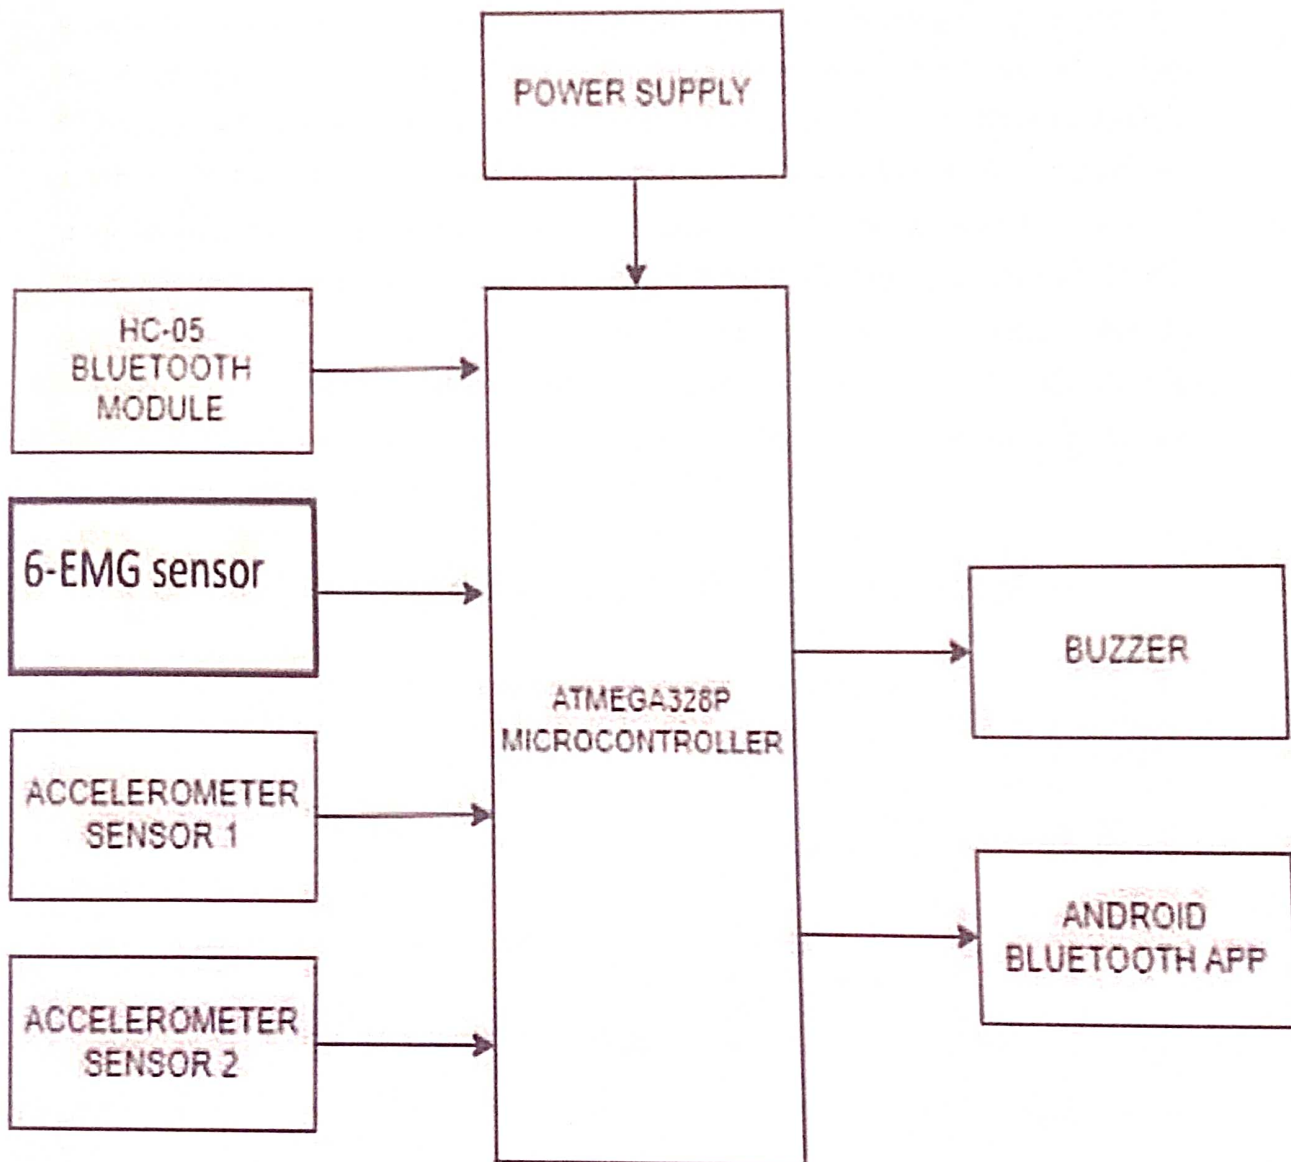 POWER SUPPLY
HC-05
BLUETOOTH
MODULE
6-EMG sensor
ACCELEROMETER
SENSOR 1
ACCELEROMETER
SENSOR 2
ATMEGA328P
MICROCONTROLLER
BUZZER
ANDROID
BLUETOOTH APP